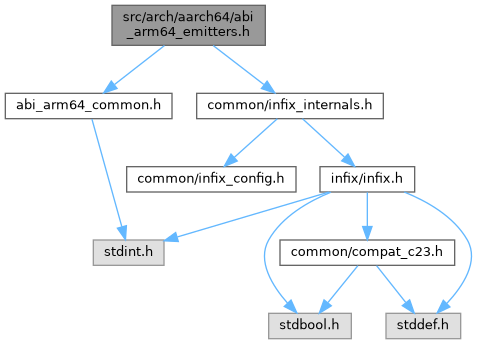 src/arch/aarch64/abi
_arm64_emitters.h
abi_arm64_common.h
common/infix_internals.h
common/infix_config.h
infix/infix.h
stdint.h
common/compat_c23.h
stdbool.h
stddef.h